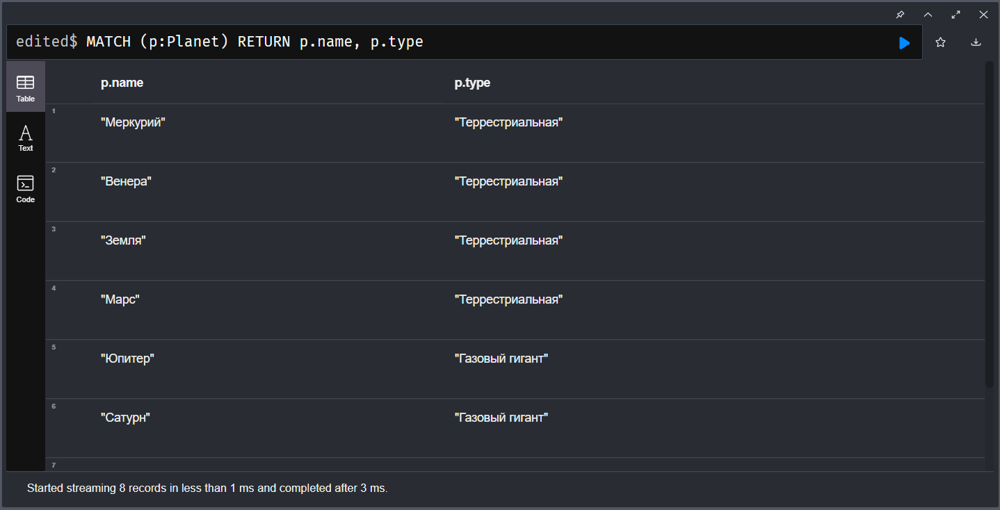 edited$ MATCH (p:Planet) RETURN p.name, p.type
Table
Text
Code
p.name p.type
1
"Меркурий" "Террестриальная"
2
"Венера" "Террестриальная"
3
"Земля" "Террестриальная"
4
"Марс" "Террестриальная"
5
"Юпитер" "Газовый гигант"
6
"Сатурн" "Газовый гигант"
7
Started streaming 8 records in less than 1 ms and completed after 3 ms.